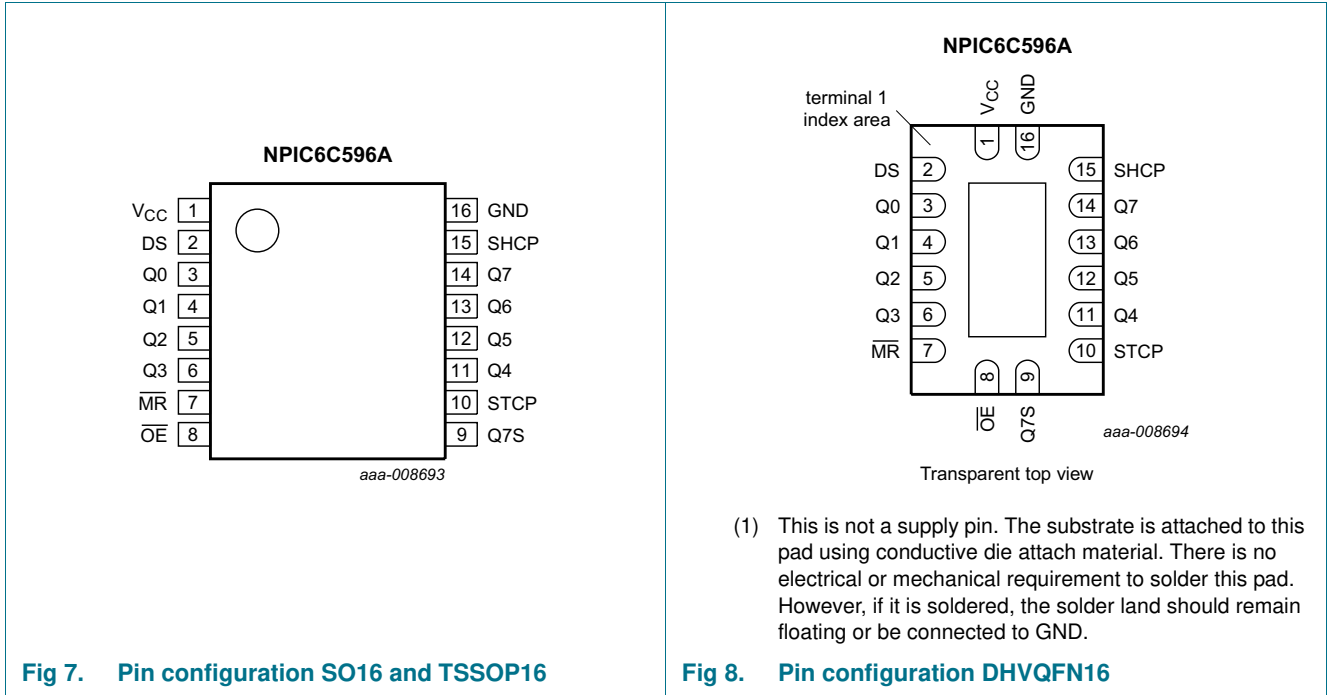 NPIC6C596A
VCC 1
DS 2
Q0 3
Q1 4
Q2 5
Q3 6
MR 7
OE 8
16 GND
15 SHCP
14 Q7
13 Q6
12 Q5
11 Q4
10 STCP
9 Q7S
aaa-008693
Fig 7. Pin configuration SO16 and TSSOP16
NPIC6C596A
terminal 1
index area
VCC
GND
1
16
DS 2
Q0 3
Q1 4
Q2 5
Q3 6
MR 7
15 SHCP
14 Q7
13 Q6
12 Q5
11 Q4
10 STCP
8
9
OE
Q7S
aaa-008694
Transparent top view
(1) This is not a supply pin. The substrate is attached to this
pad using conductive die attach material. There is no
electrical or mechanical requirement to solder this pad.
However, if it is soldered, the solder land should remain
floating or be connected to GND.
Fig 8. Pin configuration DHVQFN16